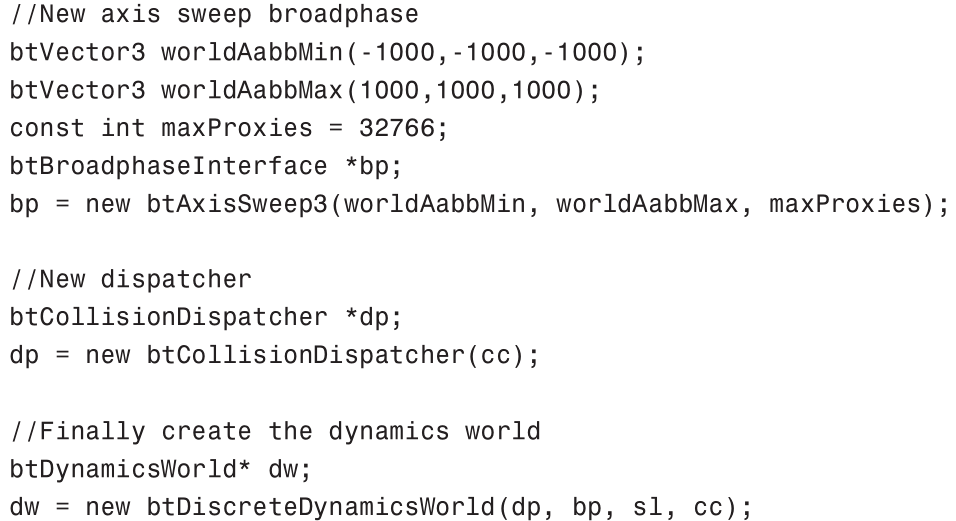 //New axis sweep broadphase
btVector3 worldAabbMin(-1000,-1000,-1000);
btVector3 worldAabbMax(1000,1000,1000);
const int maxProxies = 32766;
btBroadphaseInterface *bp;
bp = new btAxisSweep3(worldAabbMin, worldAabbMax, maxProxies);

//New dispatcher
btCollisionDispatcher *dp;
dp = new btCollisionDispatcher(cc);

//Finally create the dynamics world
btDynamicsWorld* dw;
dw = new btDiscreteDynamicsWorld(dp, bp, sl, cc);